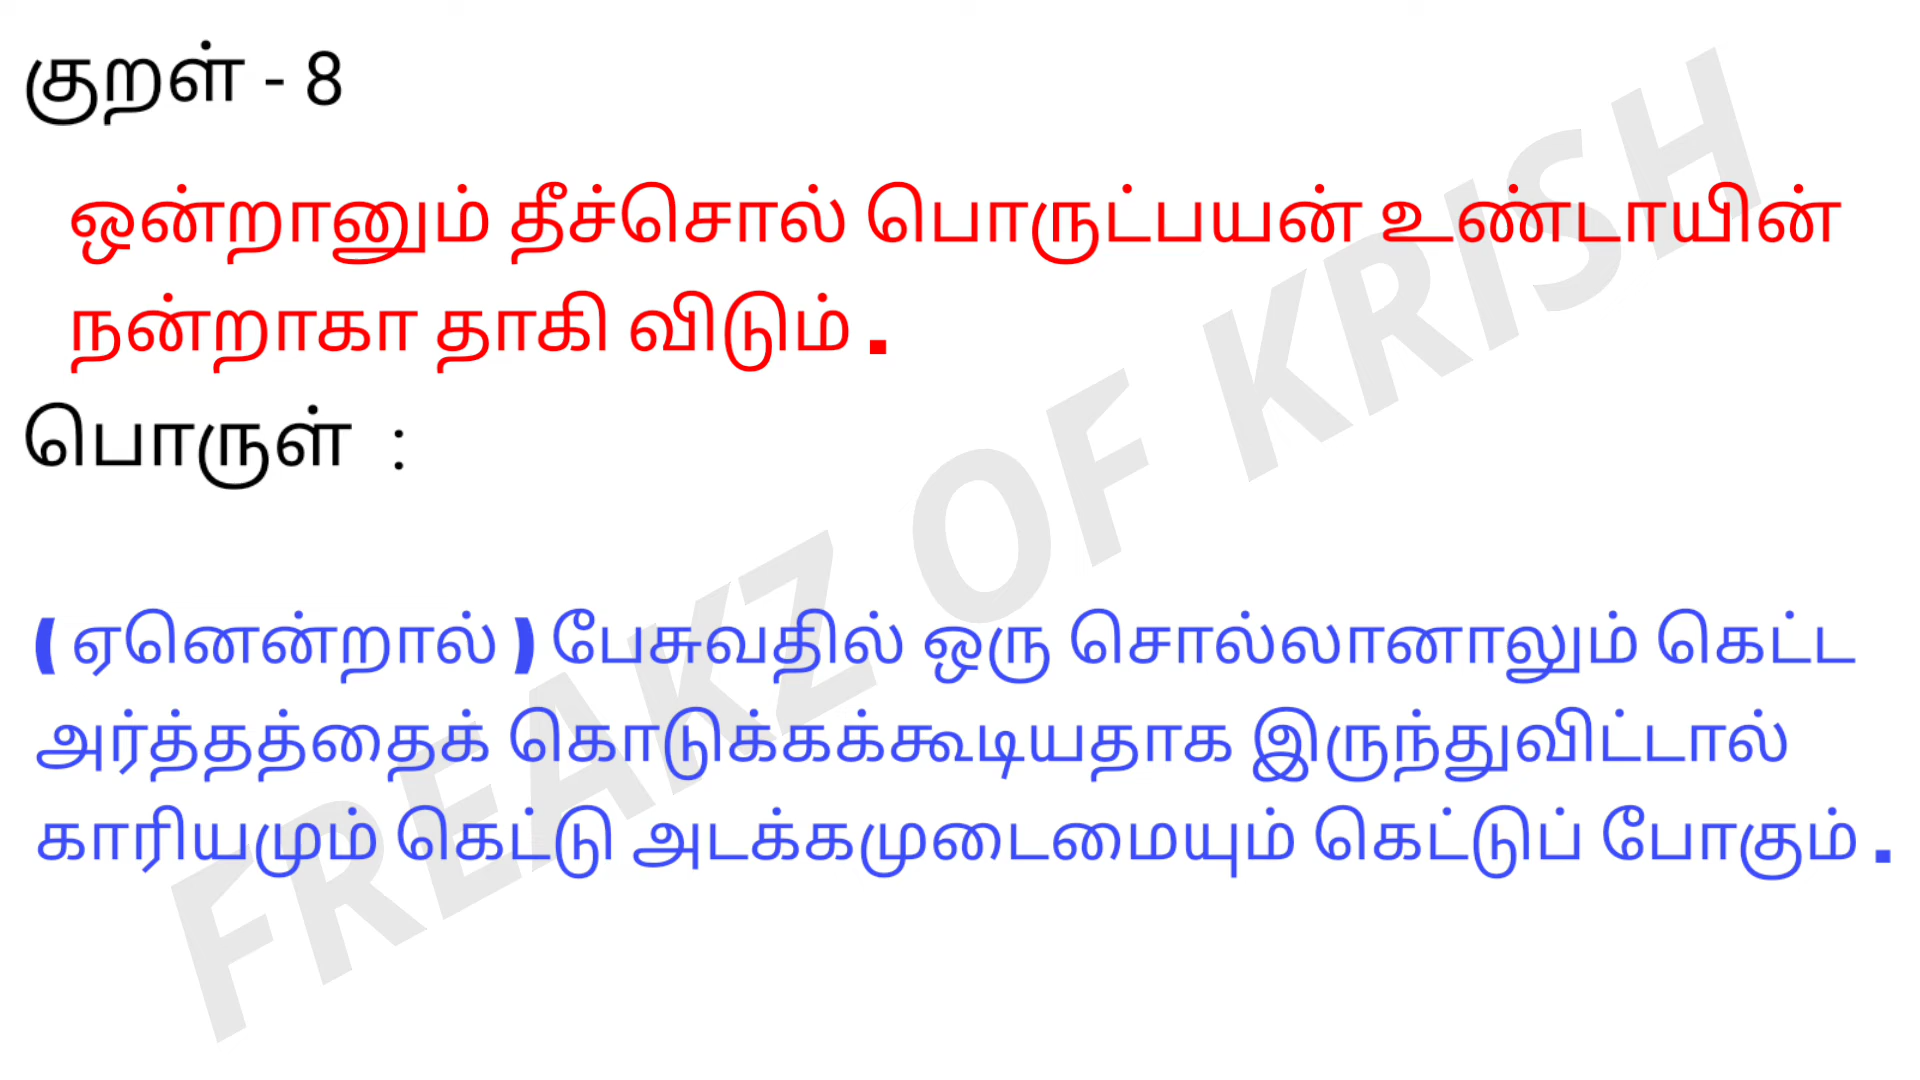 குறள் - 8
ஒன்றானும் தீச்சொல் பொருட்பயன் உண்டாயின்
நன்றாகா தாகி விடும் .
பொருள் :
( ஏனென்றால் ) பேசுவதில் ஒரு சொல்லானாலும் கெட்ட
அர்த்தத்தைக் கொடுக்கக்கூடியதாக இருந்துவிட்டால்
காரியமும் கெட்டு அடக்கமுடைமையும் கெட்டுப் போகும் .
FREAKZ OF KRISH